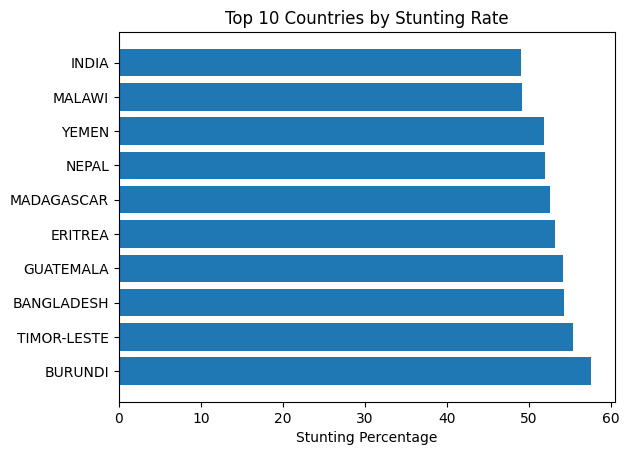 Top 10 Countries by Stunting Rate
INDIA
MALAWI
YEMEN
NEPAL
MADAGASCAR
ERITREA
GUATEMALA
BANGLADESH
TIMOR-LESTE
BURUNDI
0 10 20 30 40 50 60
Stunting Percentage